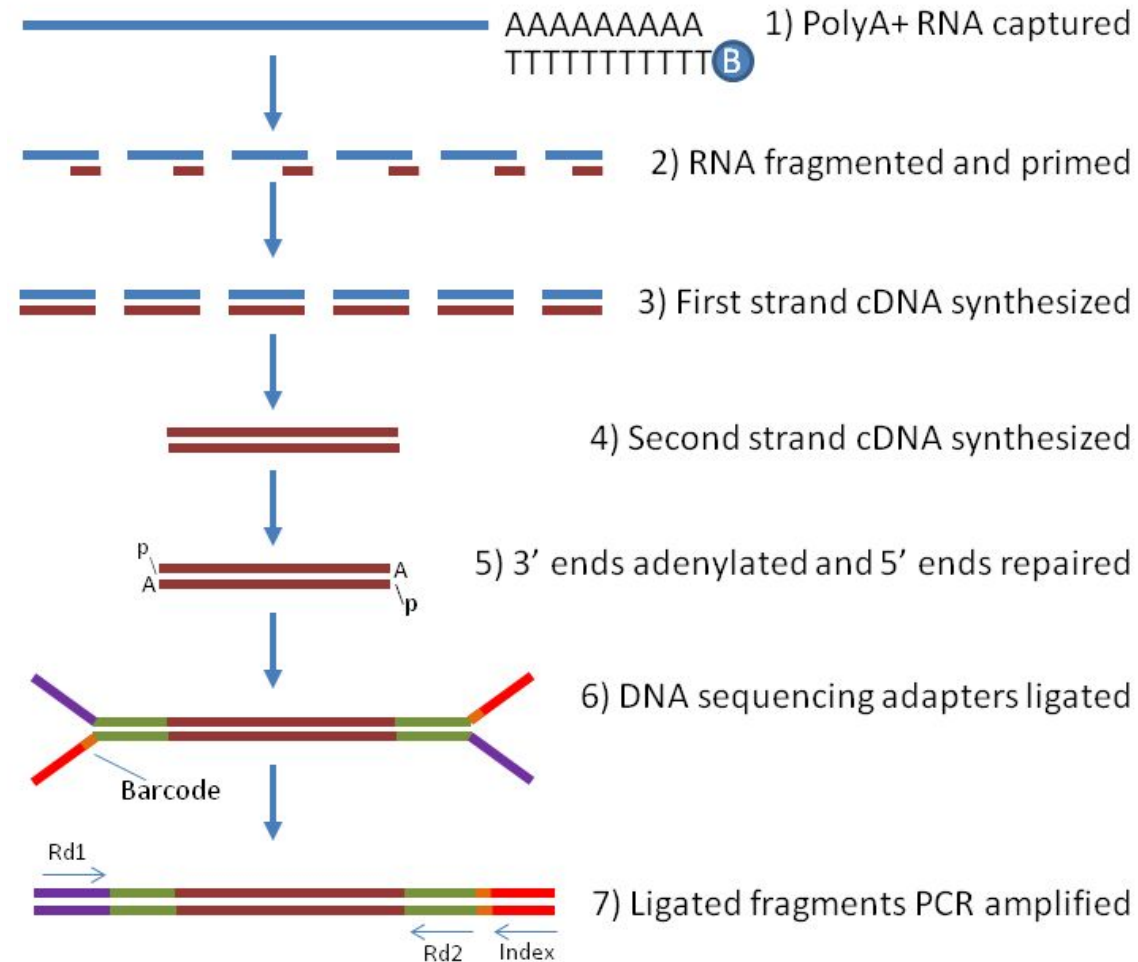 AAAAAAAAA 1) PolyA+ RNA captured
TTTTTTTTTTT B
2) RNA fragmented and primed
3) First strand cDNA synthesized
4) Second strand cDNA synthesized
5) 3’ ends adenylated and 5’ ends repaired
p
A A
p
6) DNA sequencing adapters ligated
Barcode
Rd1
7) Ligated fragments PCR amplified
Rd2 Index